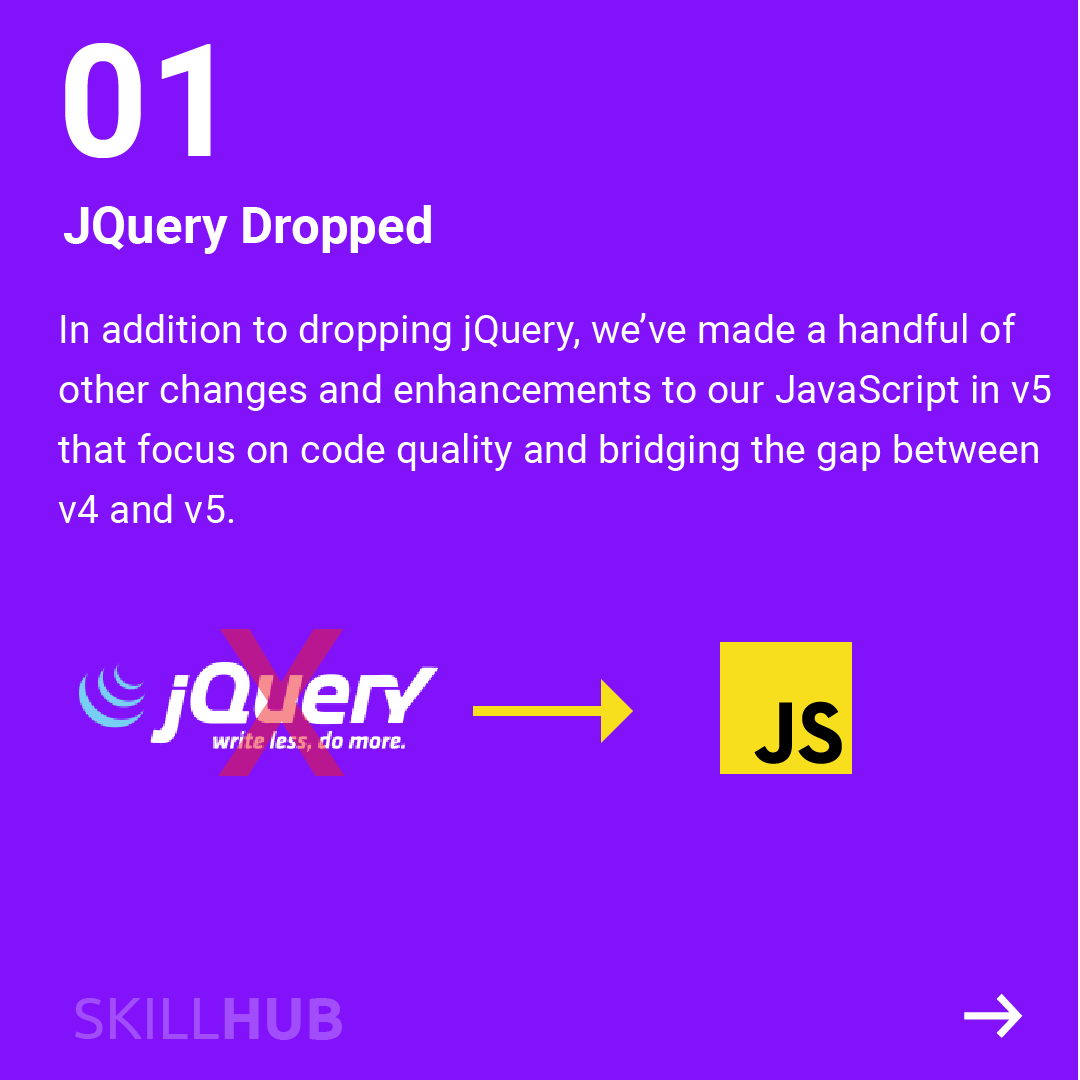 01
JQuery Dropped
In addition to dropping jQuery, we’ve made a handful of
other changes and enhancements to our JavaScript in v5
that focus on code quality and bridging the gap between
v4 and v5.
jQuery
X
write less, do more.
JS
SKILLHUB